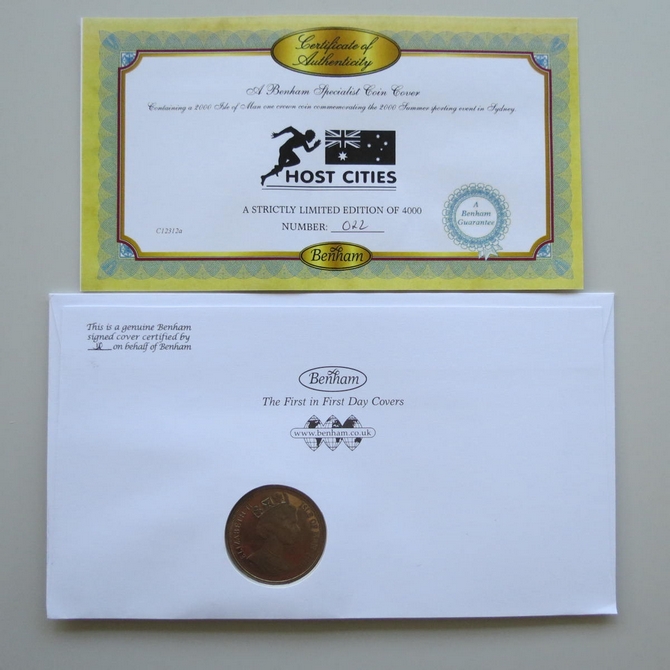 Certificate of
Authenticity
A Benham Specialist Coin Cover
Containing a 2000 Isle of Man one crown coin commemorating the 2000 Summer sporting event in Sydney.
HOST CITIES
A STRICTLY LIMITED EDITION OF 4000
NUMBER: 022
A
Benham
Guarantee
C12312a
Benham
This is a genuine Benham
signed cover certified by
on behalf of Benham
Benham
The First in First Day Covers
www.benham.co.uk
ELIZABETH II